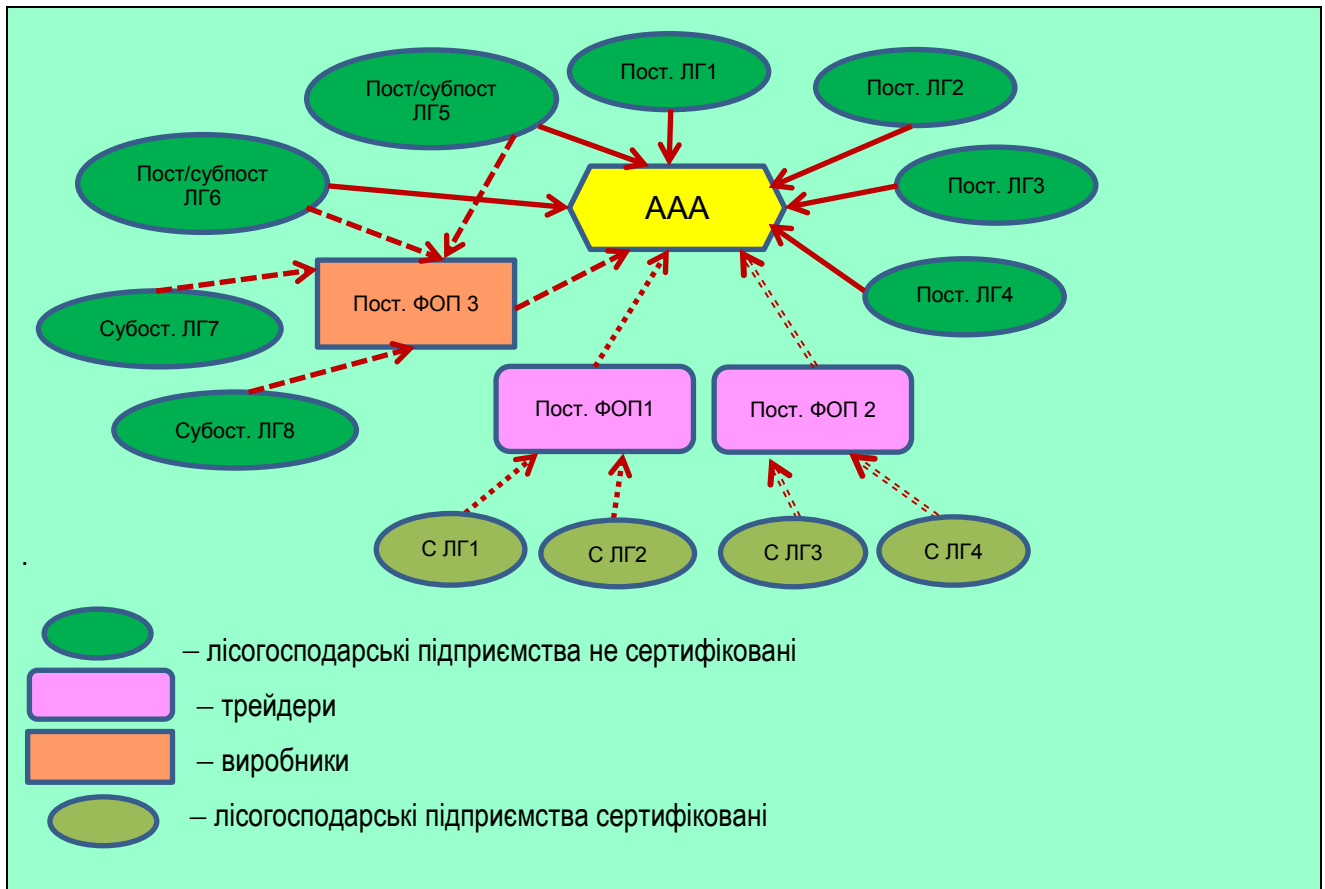 Пост. ЛГ1
Пост/субпост
ЛГ5
Пост. ЛГ2
Пост/субпост
ЛГ6
Пост. ЛГ3
ААА
Пост. ЛГ4
Пост. ФОП 3
Субост. ЛГ7
Пост. ФОП1
Пост. ФОП 2
Субост. ЛГ8
С ЛГ1
С ЛГ2
С ЛГ3
С ЛГ4
.
– лісогосподарські підприємства не сертифіковані
– трейдери
– виробники
– лісогосподарські підприємства сертифіковані